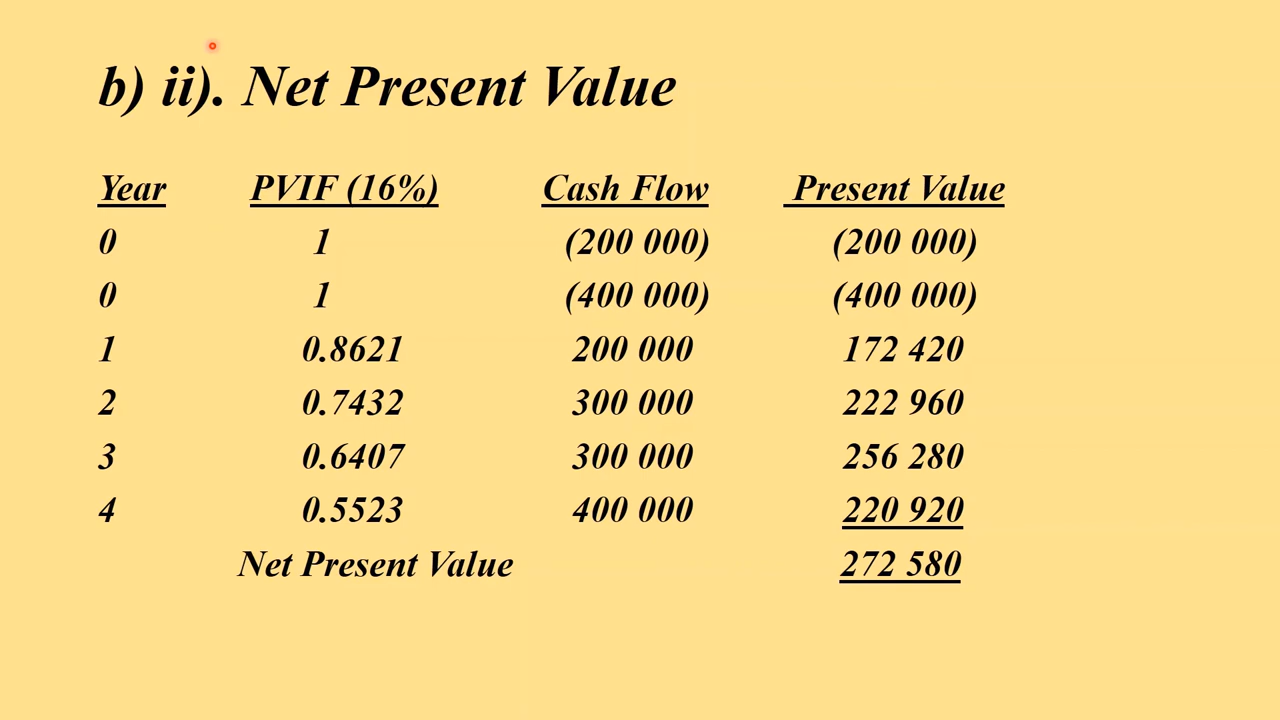 b) ii). Net Present Value
Year PVIF (16%) Cash Flow Present Value
0 1 (200 000) (200 000)
0 1 (400 000) (400 000)
1 0.8621 200 000 172 420
2 0.7432 300 000 222 960
3 0.6407 300 000 256 280
4 0.5523 400 000 220 920
Net Present Value 272 580